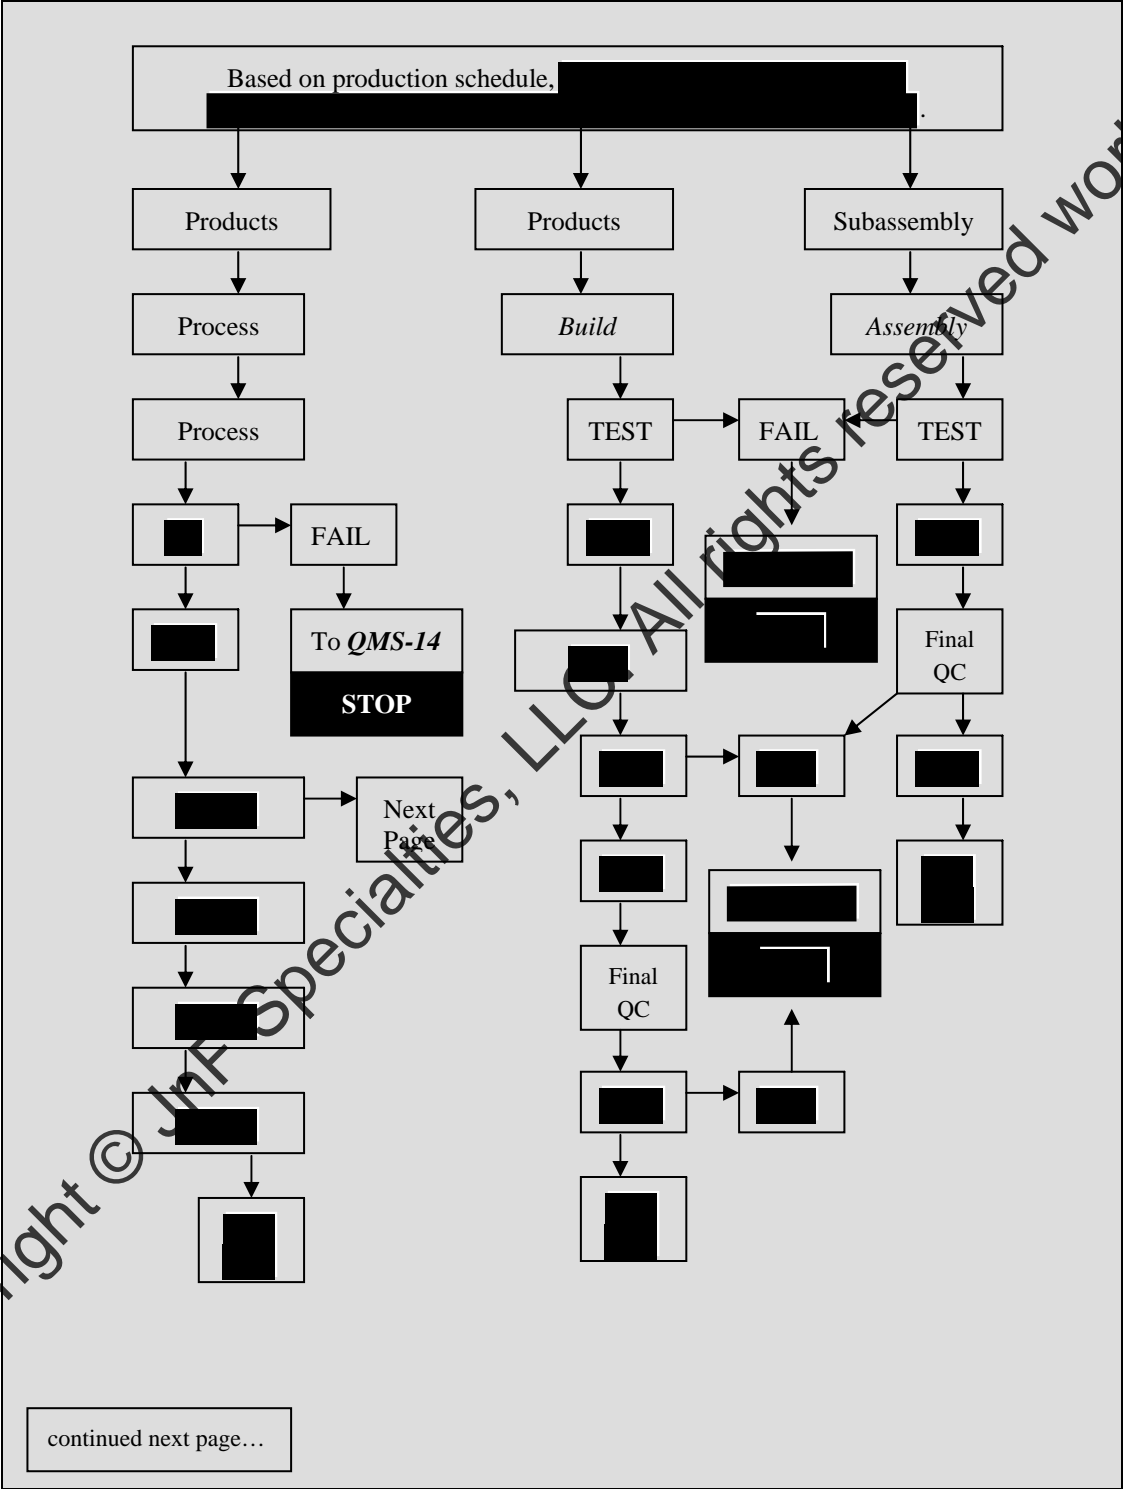 Based on production schedule,
.
Products
Products
Subassembly
Process
Build
Assembly
Process
TEST
FAIL
TEST
FAIL
To QMS-14
STOP
Final
QC
Next
Page
Final
QC
continued next page…
right © JnF Specialties, LLC. All rights reserved wor